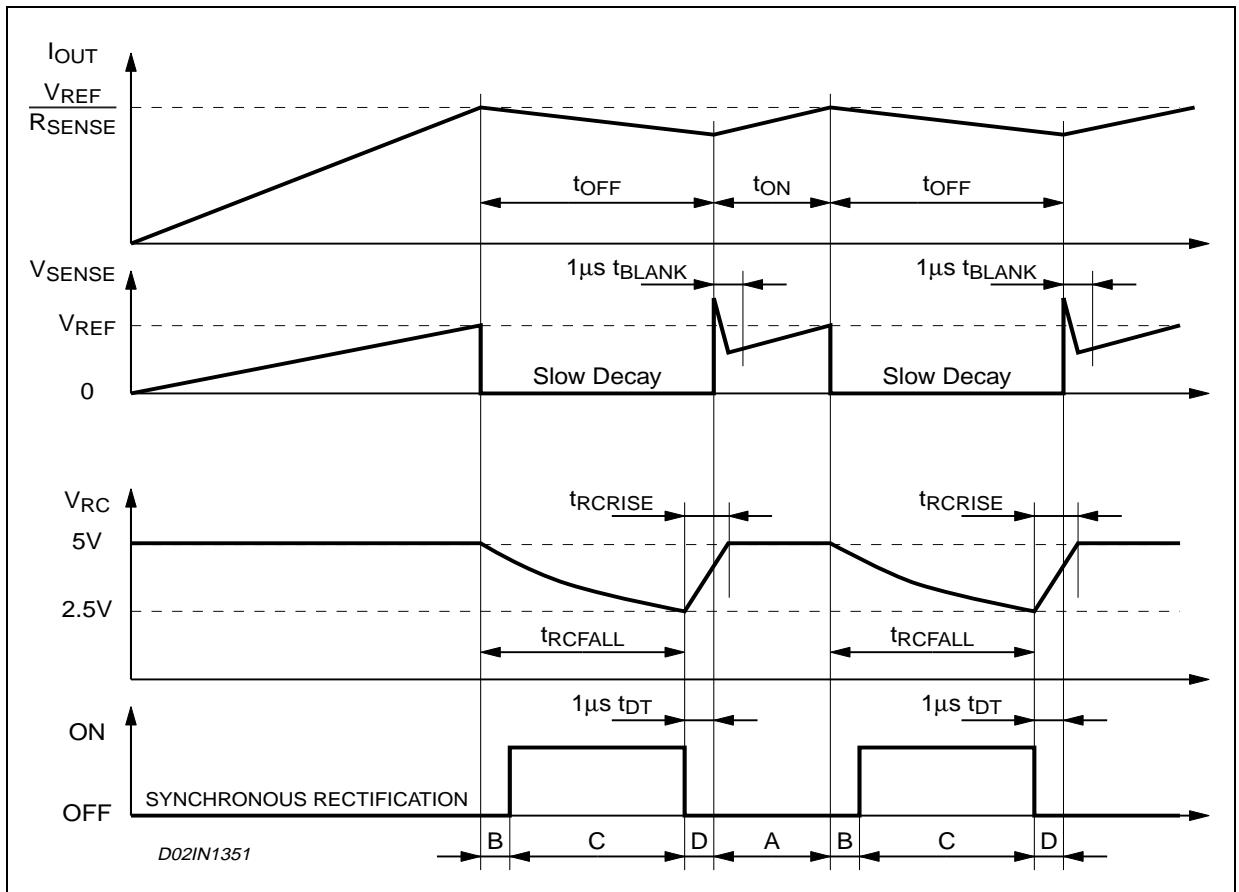 IOUT
VREF
RSENSE
tOFF tON tOFF
VSENSE
1μs tBLANK 1μs tBLANK
VREF
Slow Decay Slow Decay
0
VRC
tRCRISE tRCRISE
5V
2.5V
tRCFALL tRCFALL
1μs tDT 1μs tDT
ON
SYNCHRONOUS RECTIFICATION
OFF
B C D A B C D
D02IN1351